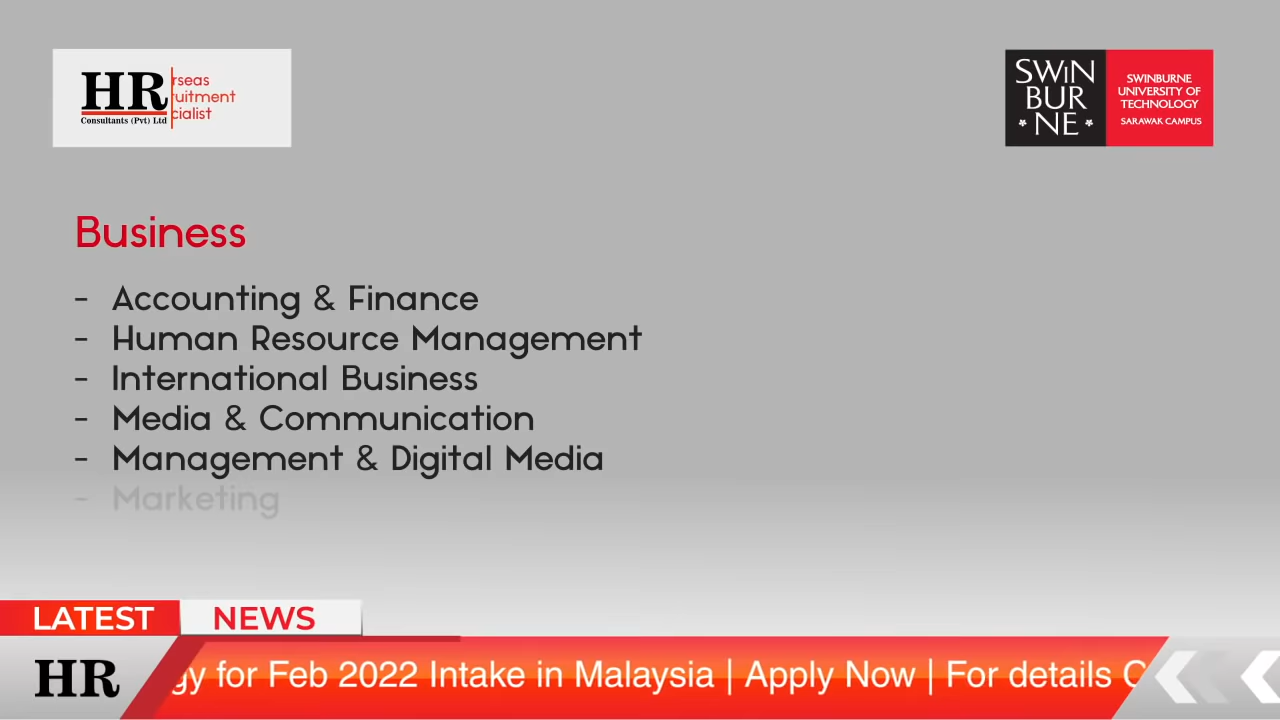 HR
Consultants (Pvt) Ltd
rseas
uitment
cialist
SWiN
BUR
NE
SWINBURNE
UNIVERSITY OF
TECHNOLOGY
SARAWAK CAMPUS
Business
- Accounting & Finance
- Human Resource Management
- International Business
- Media & Communication
- Management & Digital Media
- Marketing
LATEST NEWS
HR
gy for Feb 2022 Intake in Malaysia | Apply Now | For details